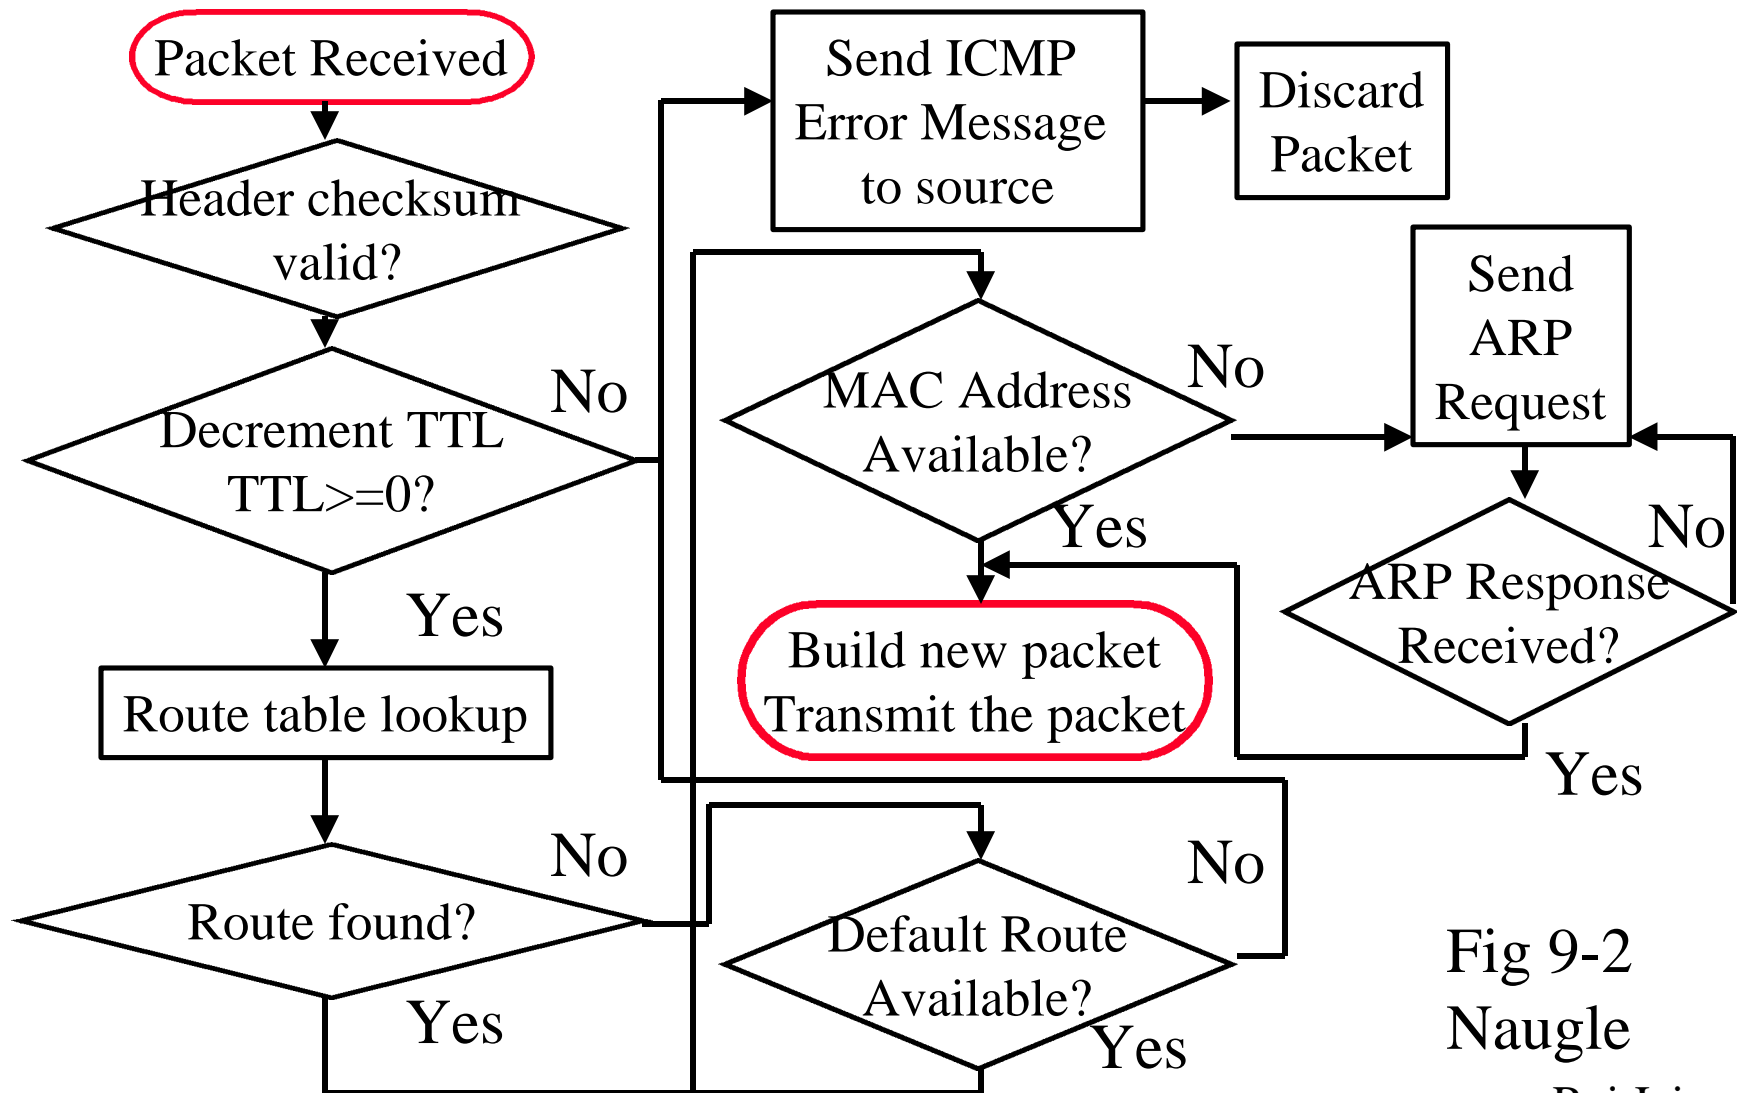 Packet Received
Header checksum
valid?
Decrement TTL
TTL>=0?
No
Yes
Route table lookup
Route found?
No
Yes
Send ICMP
Error Message
to source
Discard
Packet
MAC Address
Available?
No
Yes
Send
ARP
Request
ARP Response
Received?
No
Yes
Build new packet
Transmit the packet
Default Route
Available?
No
Yes
Fig 9-2
Naugle